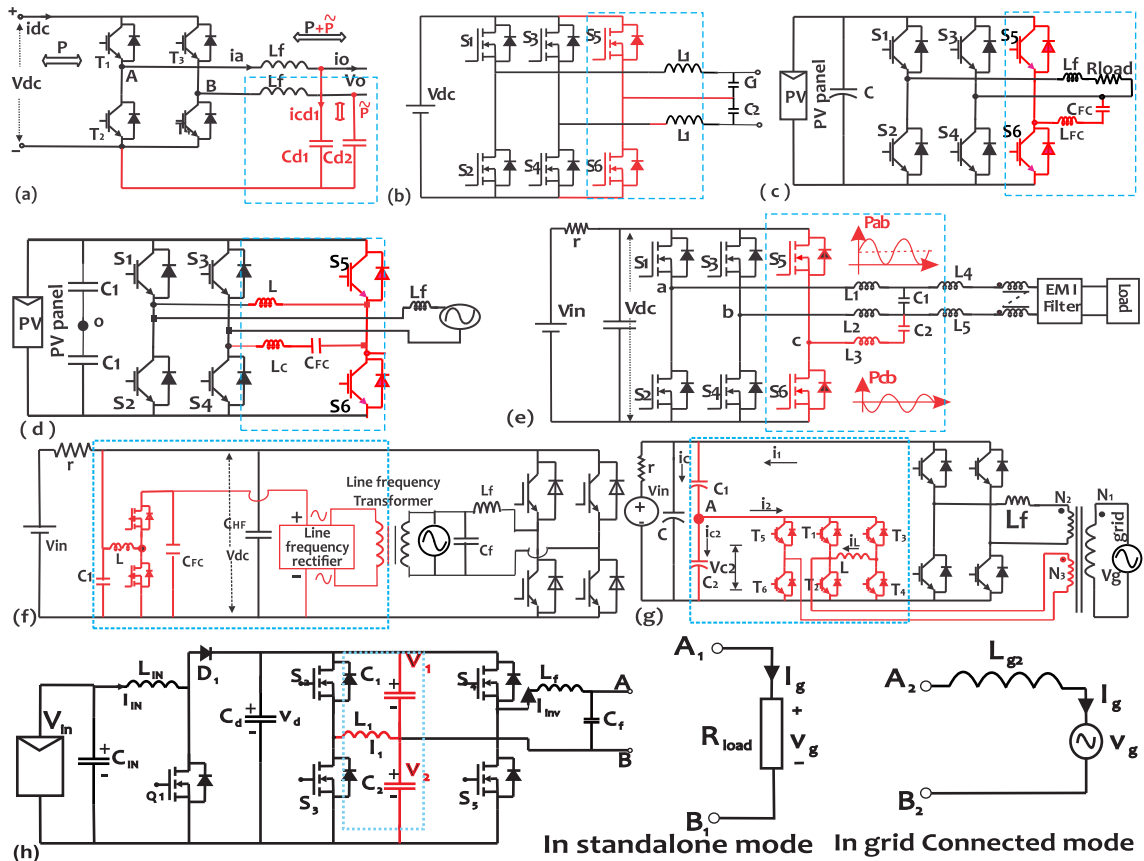 + idc P Vdc - T1 T3 T2 A B ia Lf Lf P+P̃ io Vo icd1 P̃ Cd1 Cd2
(a)
Vdc S1 S3 S5 S2 S4 S6 L1 L1 C1 C2
(b)
PV PV panel C S1 S3 S5 S2 S4 S6 Lf Rload CFC LFC
(c)
PV PV panel C1 o C1 S1 S3 S5 S2 S4 S6 L Lf LC CFC
(d)
r Vin Vdc S1 S3 S5 S2 S4 S6 a b c Pab Pcb L1 L2 L3 C1 C2 L4 L5 EMI Filter Load
(e)
r Vin C1 L CFC CHF Vdc + - Line frequency rectifier
Line frequency Transformer Lf Cf
(f)
r Vin + - C ic C1 A ic2 Vc2 C2 i1 i2 T5 T1 T3 T6 T2 T4 iL L Lf N2 N1 N3 Vg grid
(g)
Vin CIN + - LIN IIN D1 Q1 Cd + - vd S2 S3 L1 I1 C1 + - V1 C2 + - V2 S4 S5 Lf IInv Cf A B
(h)
A1 Ig + Rload vg - B1
In standalone mode
A2 Lg2 Ig vg B2
In grid Connected mode